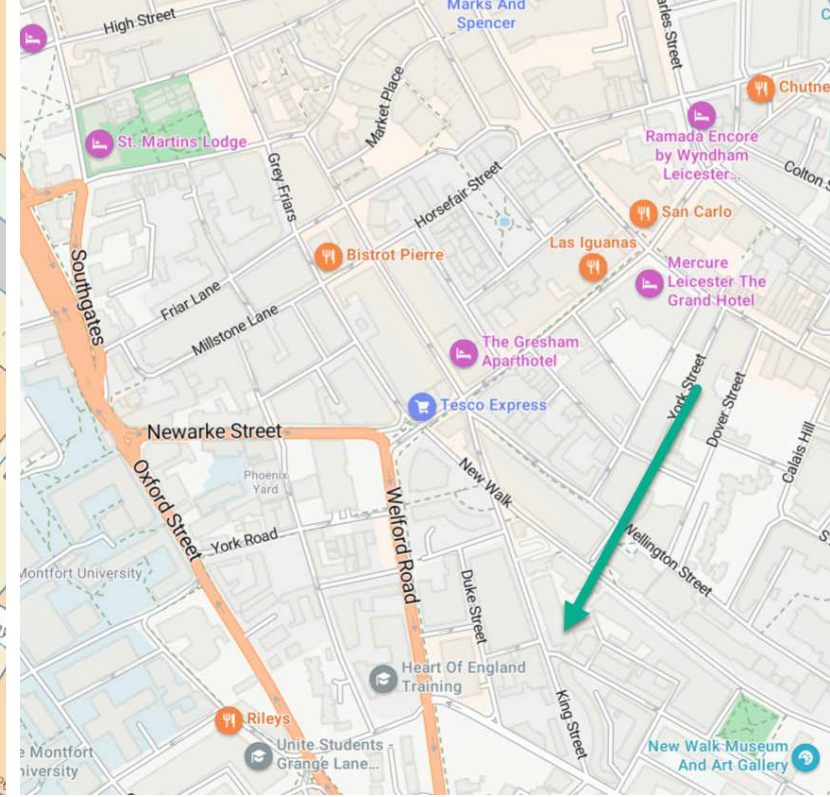 Marks And
Spencer
High Street
Market Place
St. Martins Lodge
Grey Friars
Horsefair Street
Ramada Encore
by Wyndham
Leicester...
San Carlo
Las Iguanas
Bistrot Pierre
Mercure
Leicester The
Grand Hotel
Southgates
Friar Lane
Millstone Lane
The Gresham
Aparthotel
York Street
Dover Street
Tesco Express
Calais Hill
Newarke Street
Oxford Street
Phoenix
Yard
New Walk
Welford Road
York Road
Wellington Street
Montfort University
Duke Street
Heart Of England
Training
King Street
Rileys
Unite Students -
Grange Lane...
New Walk Museum
And Art Gallery